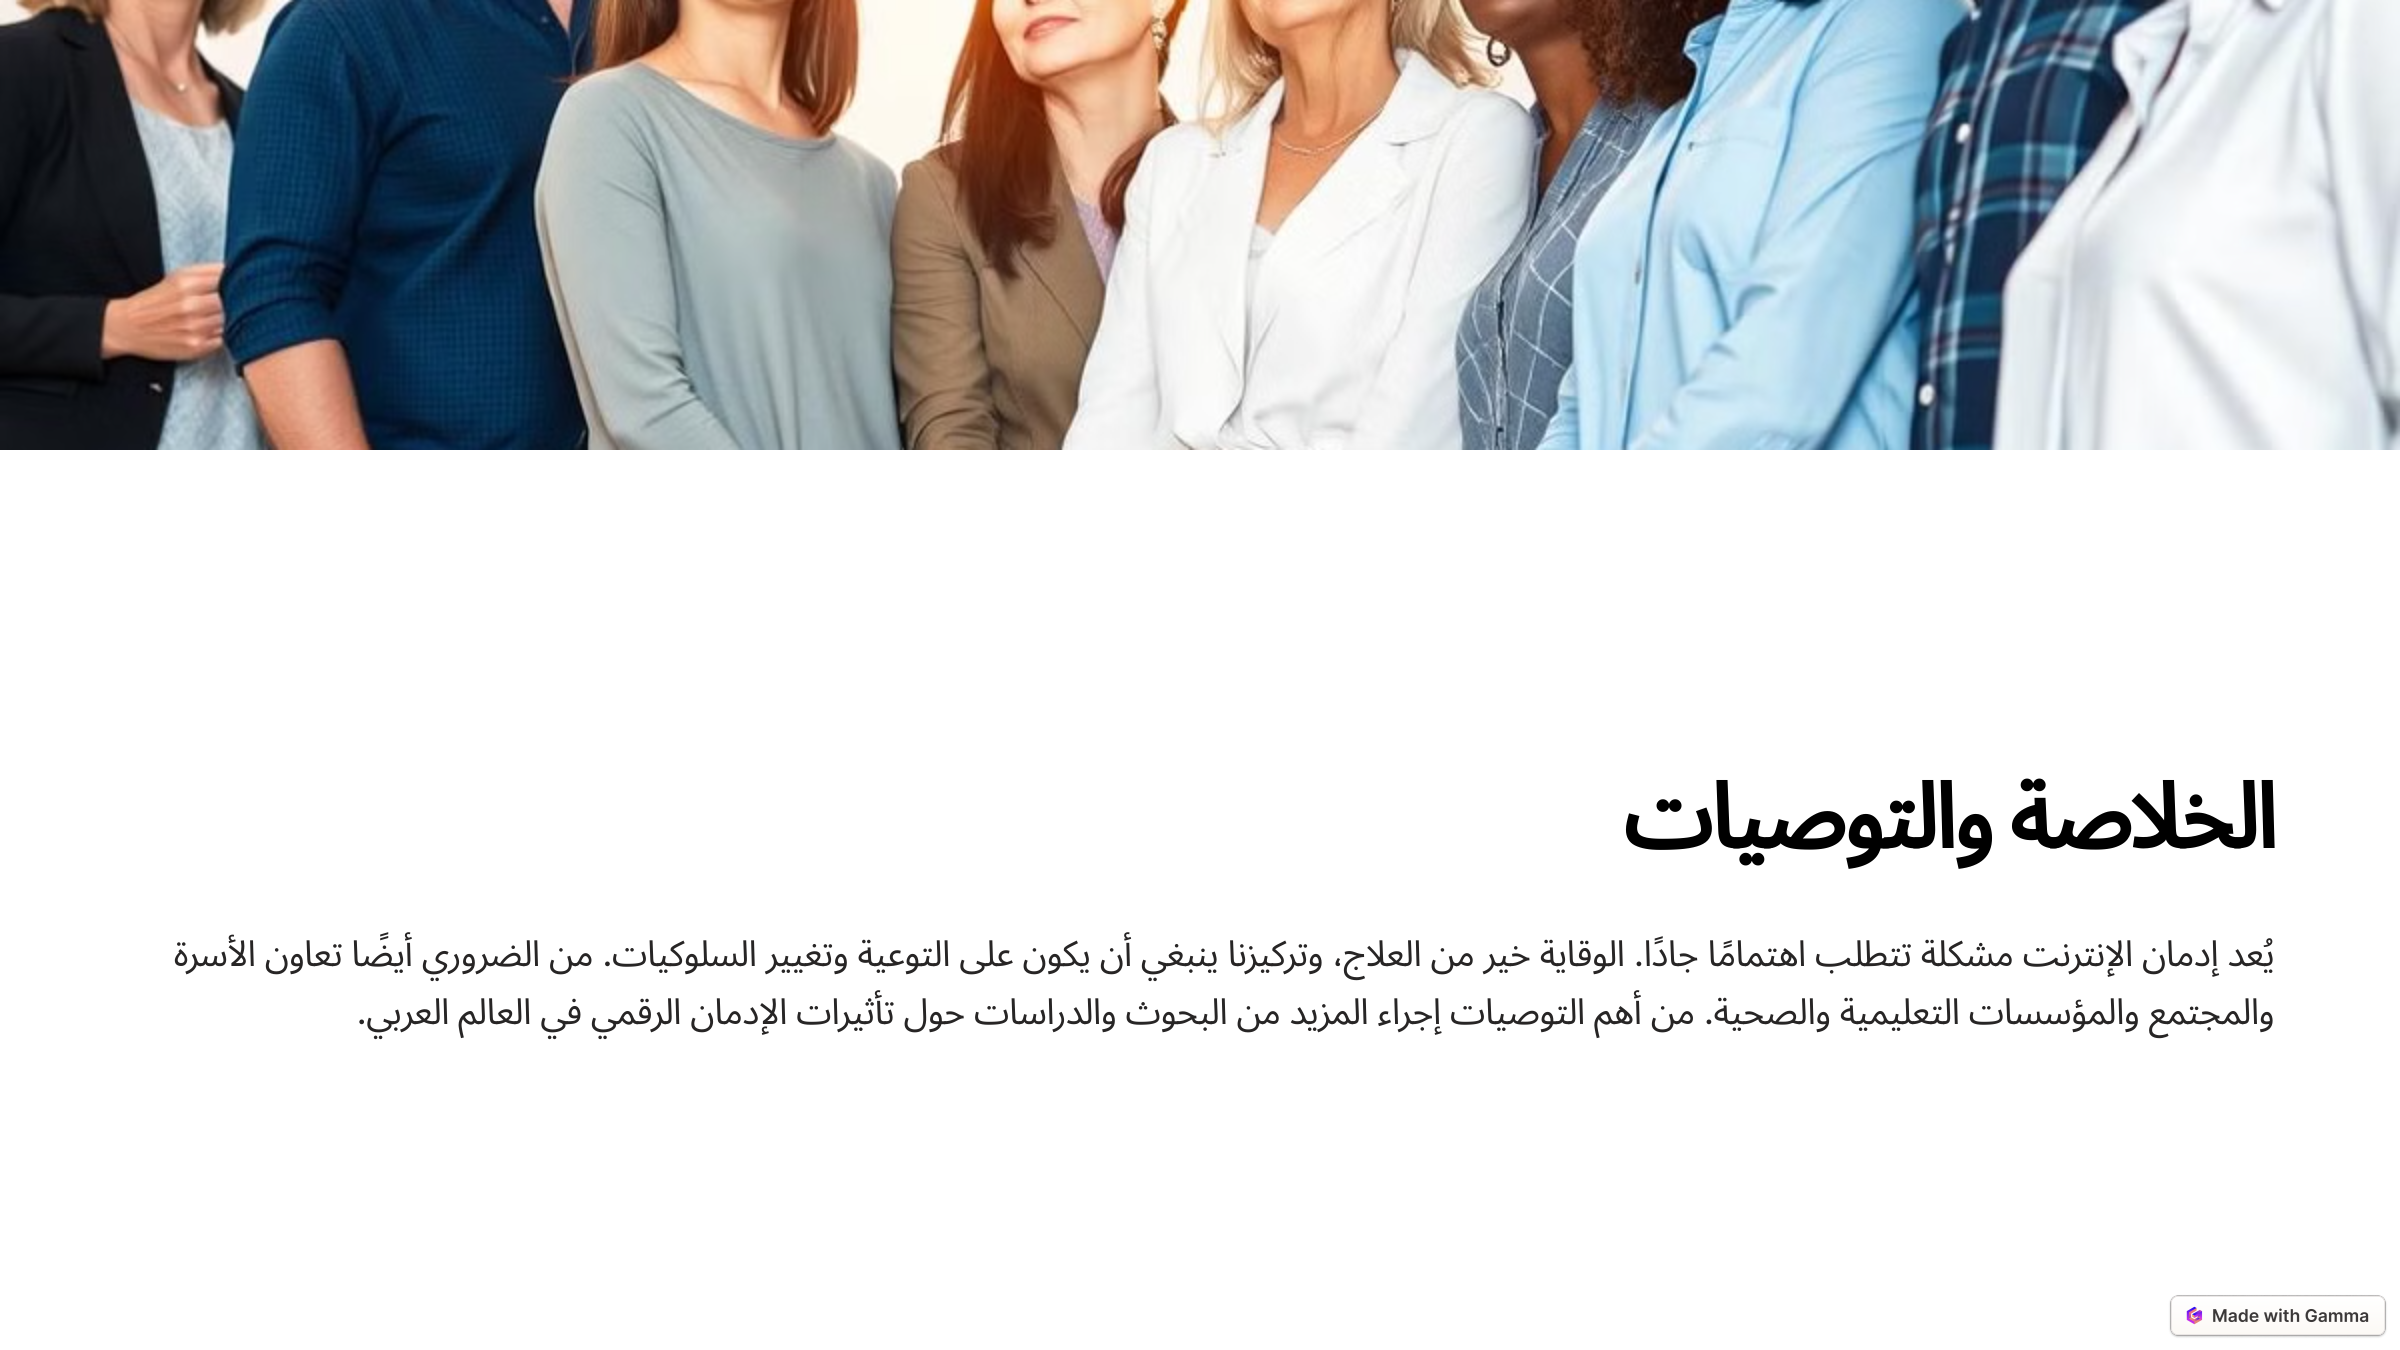 الخلاصة والتوصيات
يُعد إدمان الإنترنت مشكلة تتطلب اهتمامًا جادًا. الوقاية خير من العلاج، وتركيزنا ينبغي أن يكون على التوعية وتغيير السلوكيات. من الضروري أيضًا تعاون الأسرة
والمجتمع والمؤسسات التعليمية والصحية. من أهم التوصيات إجراء المزيد من البحوث والدراسات حول تأثيرات الإدمان الرقمي في العالم العربي.
Made with Gamma